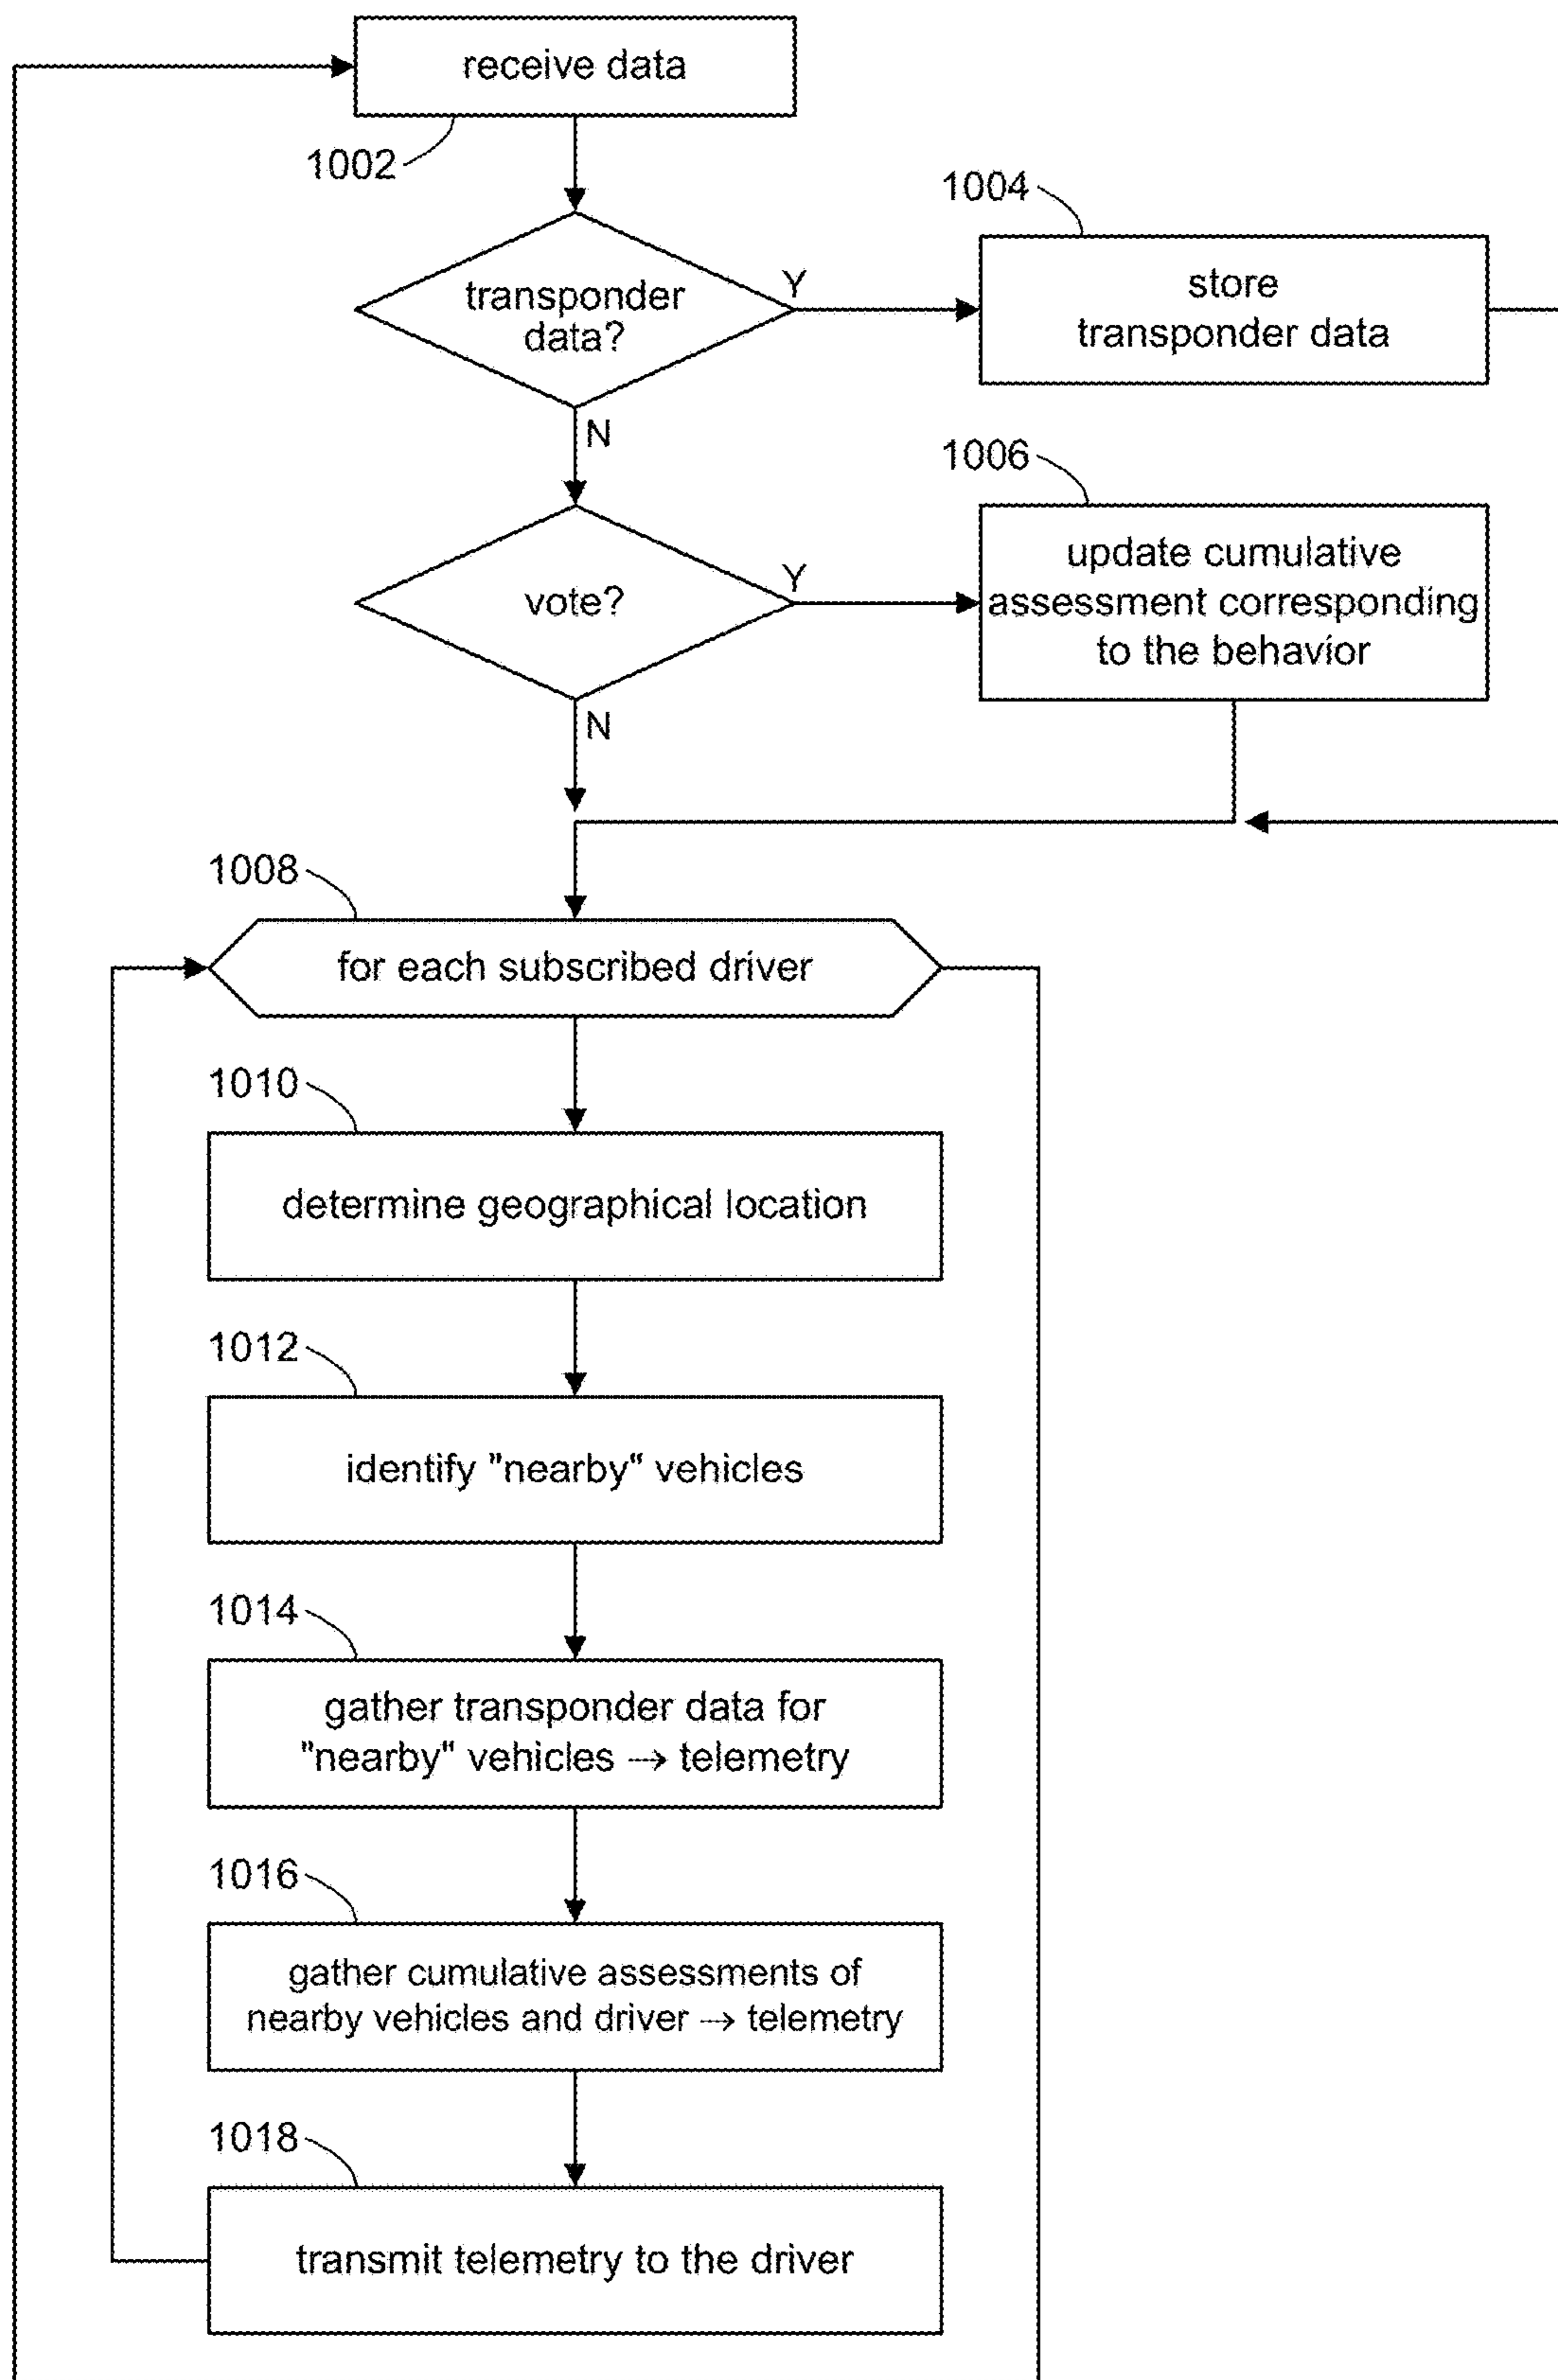 receive data
1002
1004
transponder
data?
Y
store
transponder data
N
1006
vote?
Y
update cumulative
assessment corresponding
to the behavior
N
1008
for each subscribed driver
1010
determine geographical location
1012
identify "nearby" vehicles
1014
gather transponder data for
"nearby" vehicles → telemetry
1016
gather cumulative assessments of
nearby vehicles and driver → telemetry
1018
transmit telemetry to the driver